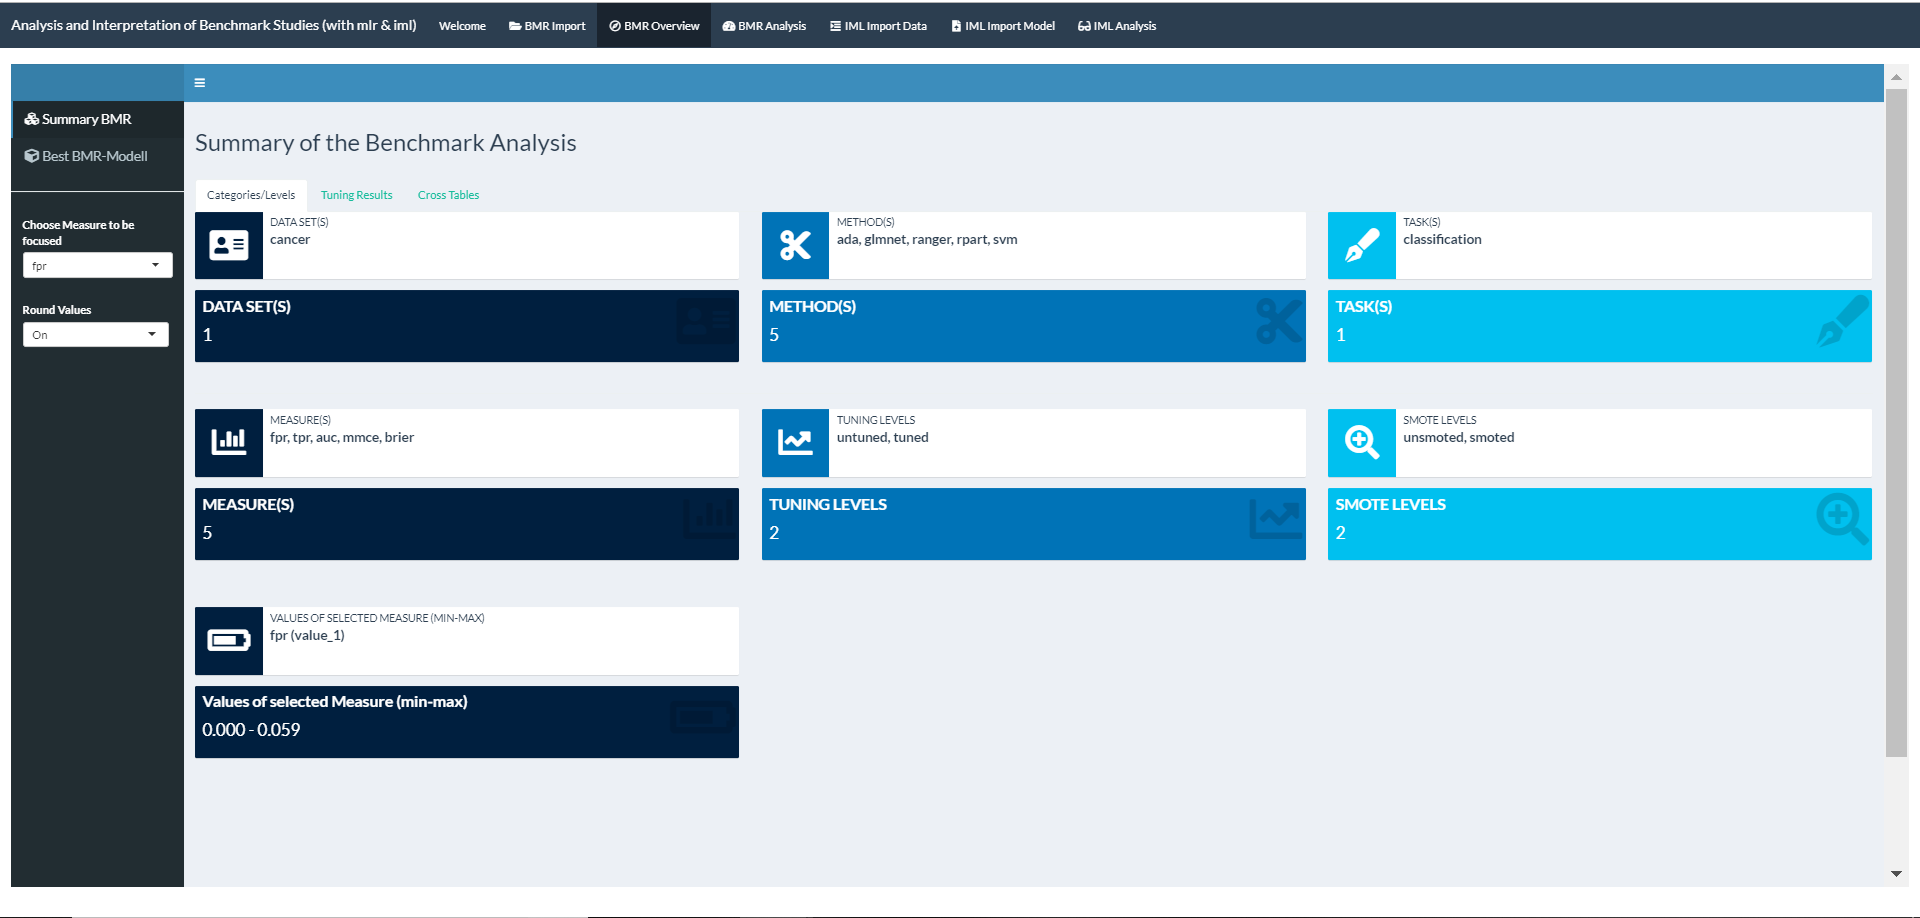 Analysis and Interpretation of Benchmark Studies (with mlr & iml) Welcome BMR Import BMR Overview BMR Analysis IML Import Data IML Import Model IML Analysis
Summary BMR
Best BMR-Modell
Choose Measure to be
focused
fpr
Round Values
On
Summary of the Benchmark Analysis
Categories/Levels Tuning Results Cross Tables
DATA SET(S)
cancer
METHOD(S)
ada, glmnet, ranger, rpart, svm
TASK(S)
classification
DATA SET(S)
1
METHOD(S)
5
TASK(S)
1
MEASURE(S)
fpr, tpr, auc, mmce, brier
TUNING LEVELS
untuned, tuned
SMOTE LEVELS
unsmoted, smoted
MEASURE(S)
5
TUNING LEVELS
2
SMOTE LEVELS
2
VALUES OF SELECTED MEASURE (MIN-MAX)
fpr (value_1)
Values of selected Measure (min-max)
0.000 - 0.059